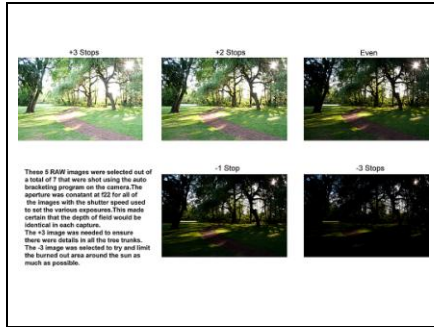 +3 Stops
+2 Stops
Even
These 5 RAW images were selected out of
a total of 7 that were shot using the auto
bracketing program on the camera.The
aperture was constant at f22 for all of
the images with the shutter speed used
to set the various exposures.This made
certain that the depth of field would be
identical in each capture.
The +3 image was needed to ensure
there were details in all the tree trunks.
The -3 image was selected to try and limit
the burned out area around the sun as
much as possible.
-1 Stop
-3 Stops